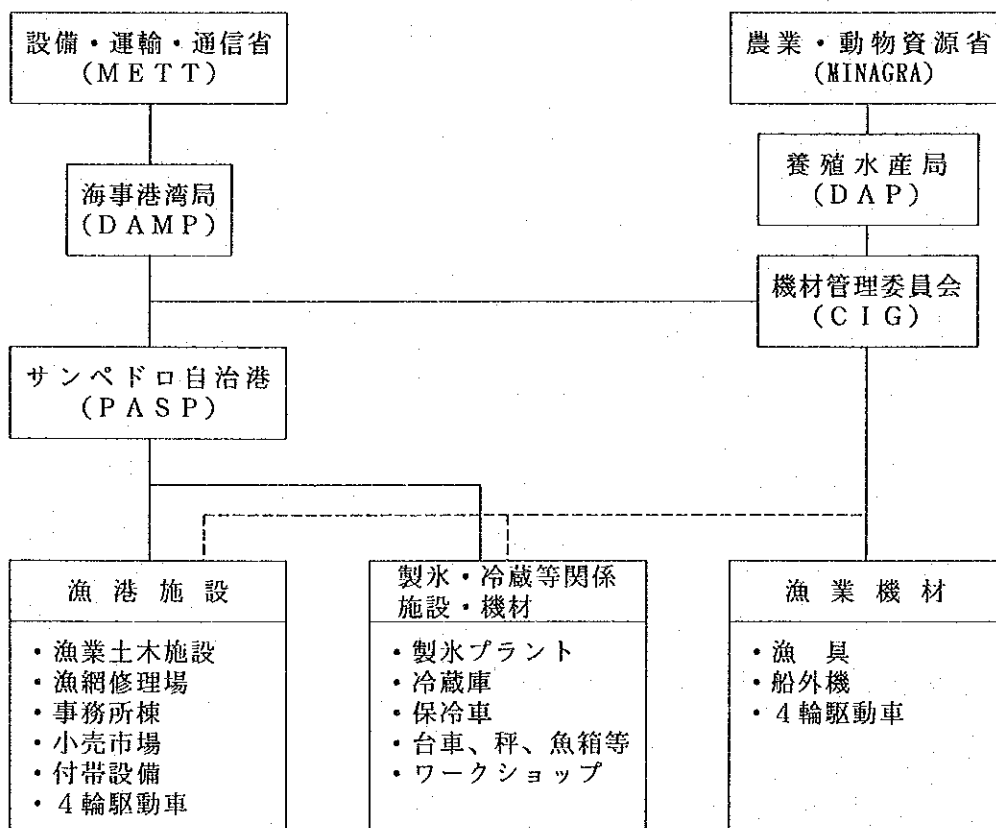 設備・運輸・通信省
(METT)
農業・動物資源省
(MINAGRA)
海事港湾局
(DAMP)
養殖水産局
(DAP)
機材管理委員会
(CIG)
サンペドロ自治港
(PASP)
漁港施設
・漁業土木施設
・漁網修理場
・事務所棟
・小売市場
・付帯設備
・4輪駆動車
製氷・冷蔵等関係
施設・機材
・製氷プラント
・冷蔵庫
・保冷車
・台車、秤、魚箱等
・ワークショップ
漁業機材
・漁具
・船外機
・4輪駆動車